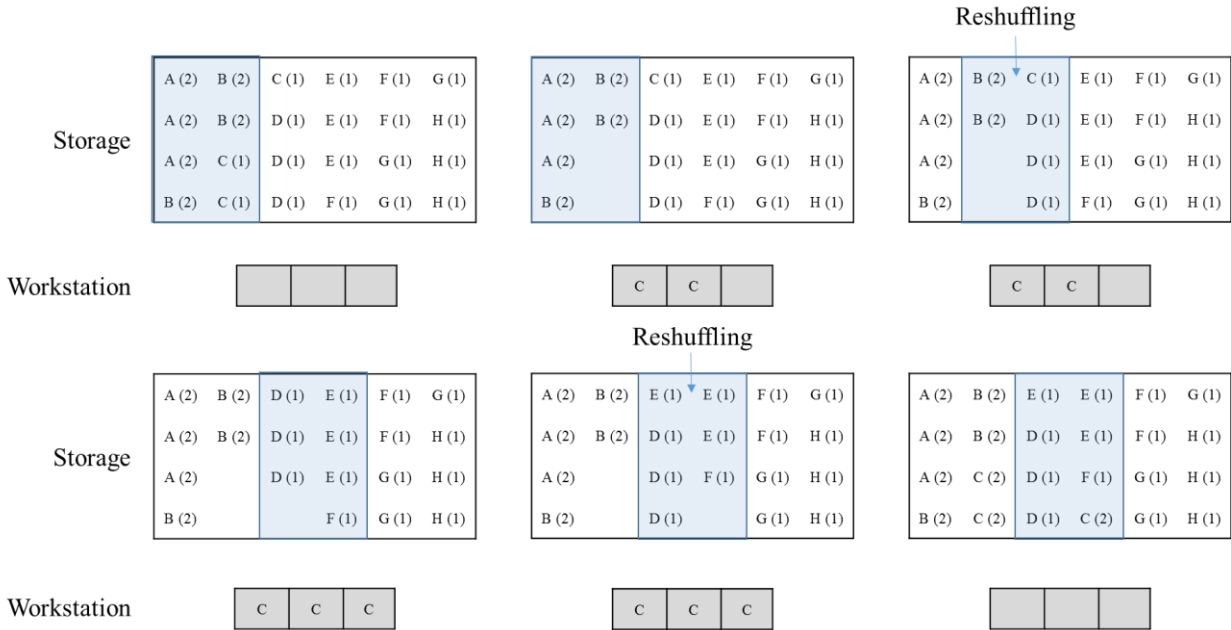 Reshuffling
A (2) B (2) C (1) E (1) F (1) G (1) A (2) B (2) C (1) E (1) F (1) G (1) A (2) B (2) C (1) E (1) F (1) G (1)
A (2) B (2) D (1) E (1) F (1) H (1) A (2) B (2) D (1) E (1) F (1) H (1) A (2) B (2) D (1) E (1) F (1) H (1)
Storage
A (2) C (1) D (1) E (1) G (1) H (1) A (2) D (1) E (1) G (1) H (1) A (2) D (1) E (1) G (1) H (1)
B (2) C (1) D (1) F (1) G (1) H (1) B (2) D (1) F (1) G (1) H (1) B (2) D (1) F (1) G (1) H (1)
Workstation C C C C
Reshuffling
A (2) B (2) D (1) E (1) F (1) G (1) A (2) B (2) E (1) E (1) F (1) G (1) A (2) B (2) E (1) E (1) F (1) G (1)
A (2) B (2) D (1) E (1) F (1) H (1) A (2) B (2) D (1) E (1) F (1) H (1) A (2) B (2) D (1) E (1) F (1) H (1)
Storage
A (2) D (1) E (1) G (1) H (1) A (2) D (1) F (1) G (1) H (1) A (2) C (2) D (1) F (1) G (1) H (1)
B (2) F (1) G (1) H (1) B (2) D (1) G (1) H (1) B (2) C (2) D (1) C (2) G (1) H (1)
Workstation C C C C C C